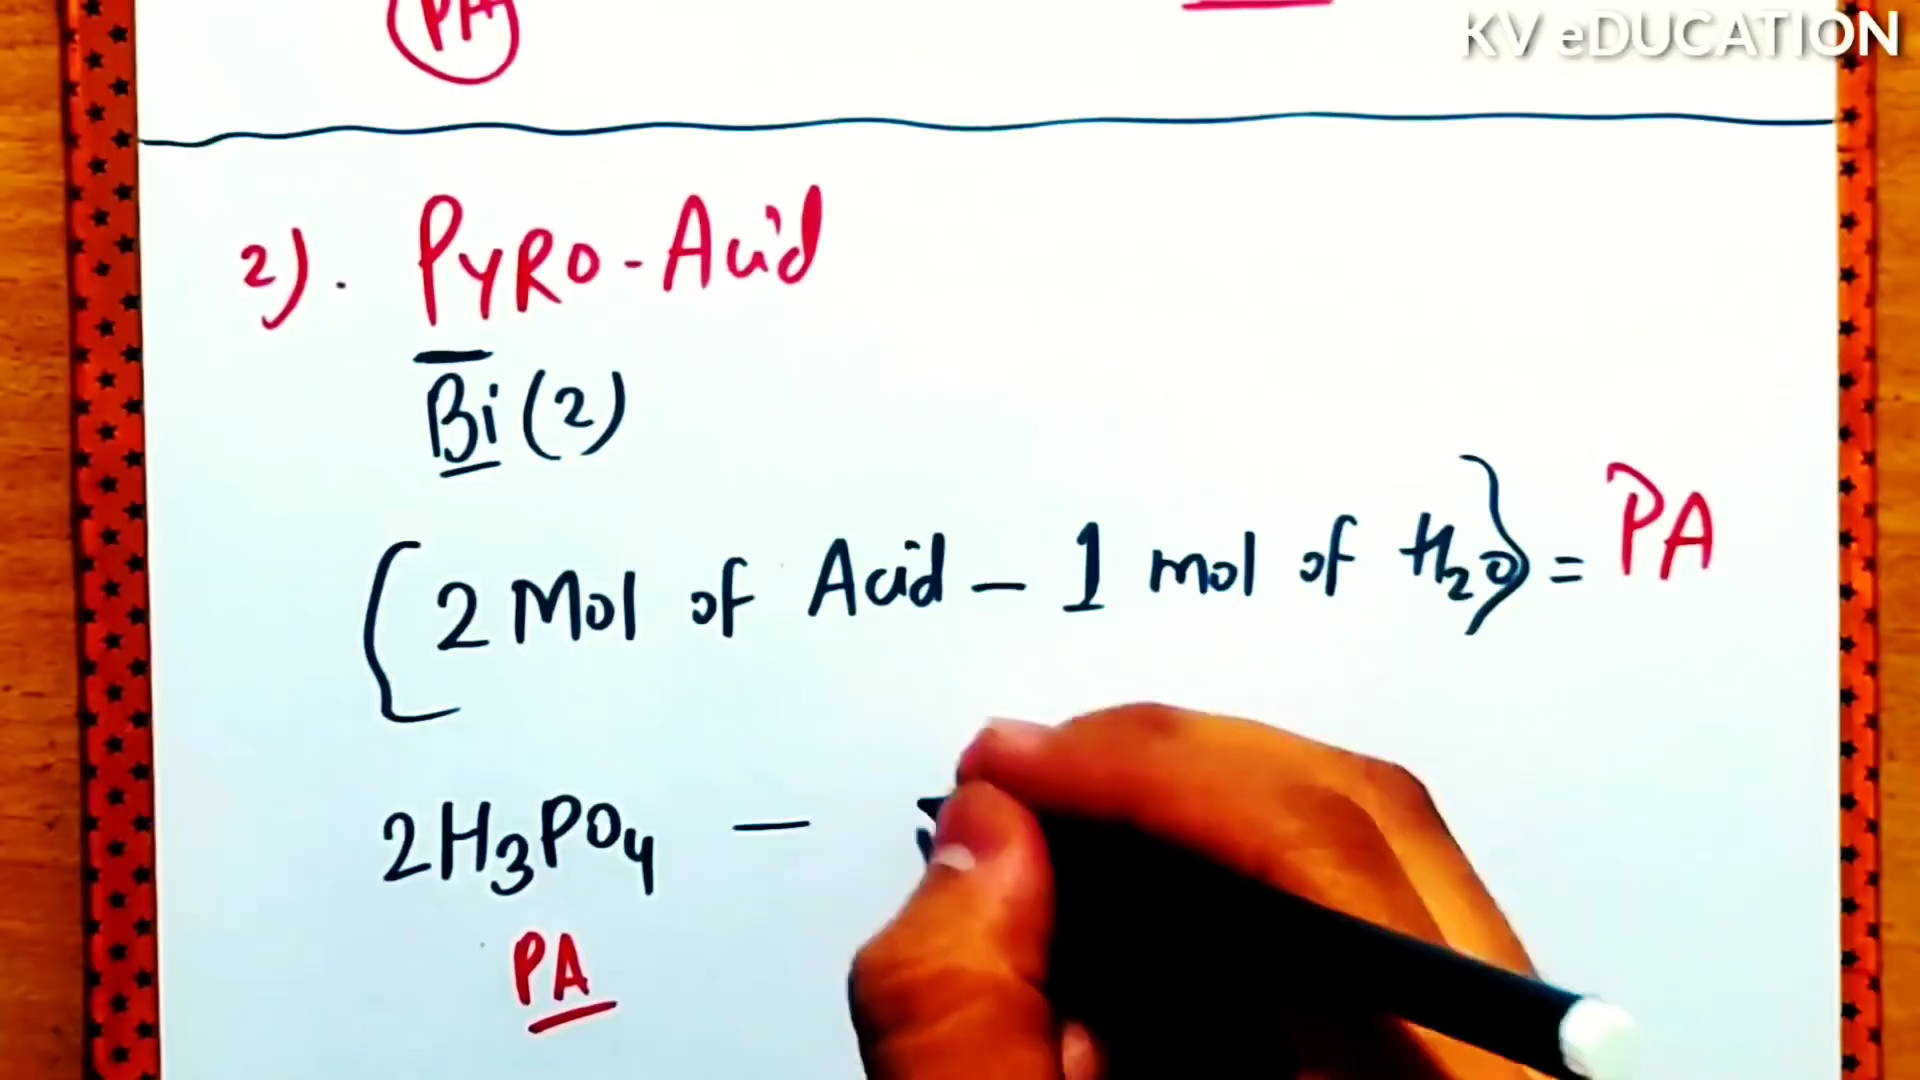 PA
KV eDUCATION
2). PYRO-Acid
Bi (2)
{2 Mol of Acid - 1 mol of H2O} = PA
2H3PO4 -
PA